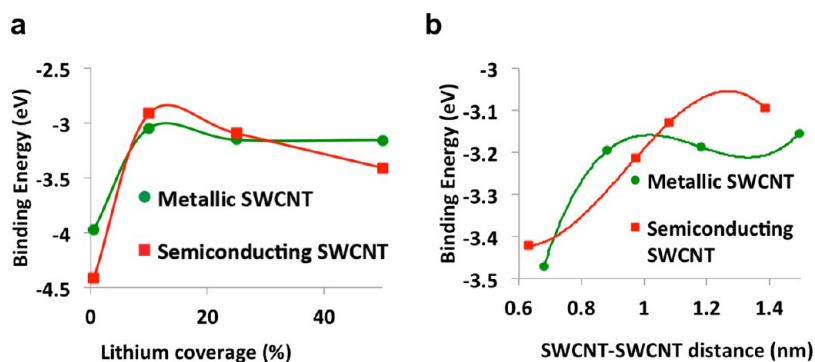 a
-2.5
-3
-3.5
-4
-4.5
Binding Energy (eV)
Metallic SWCNT
Semiconducting SWCNT
0
20
40
Lithium coverage (%)
b
-3
-3.1
-3.2
-3.3
-3.4
-3.5
Binding Energy (eV)
Metallic SWCNT
Semiconducting
SWCNT
0.6
0.8
1
1.2
1.4
SWCNT-SWCNT distance (nm)